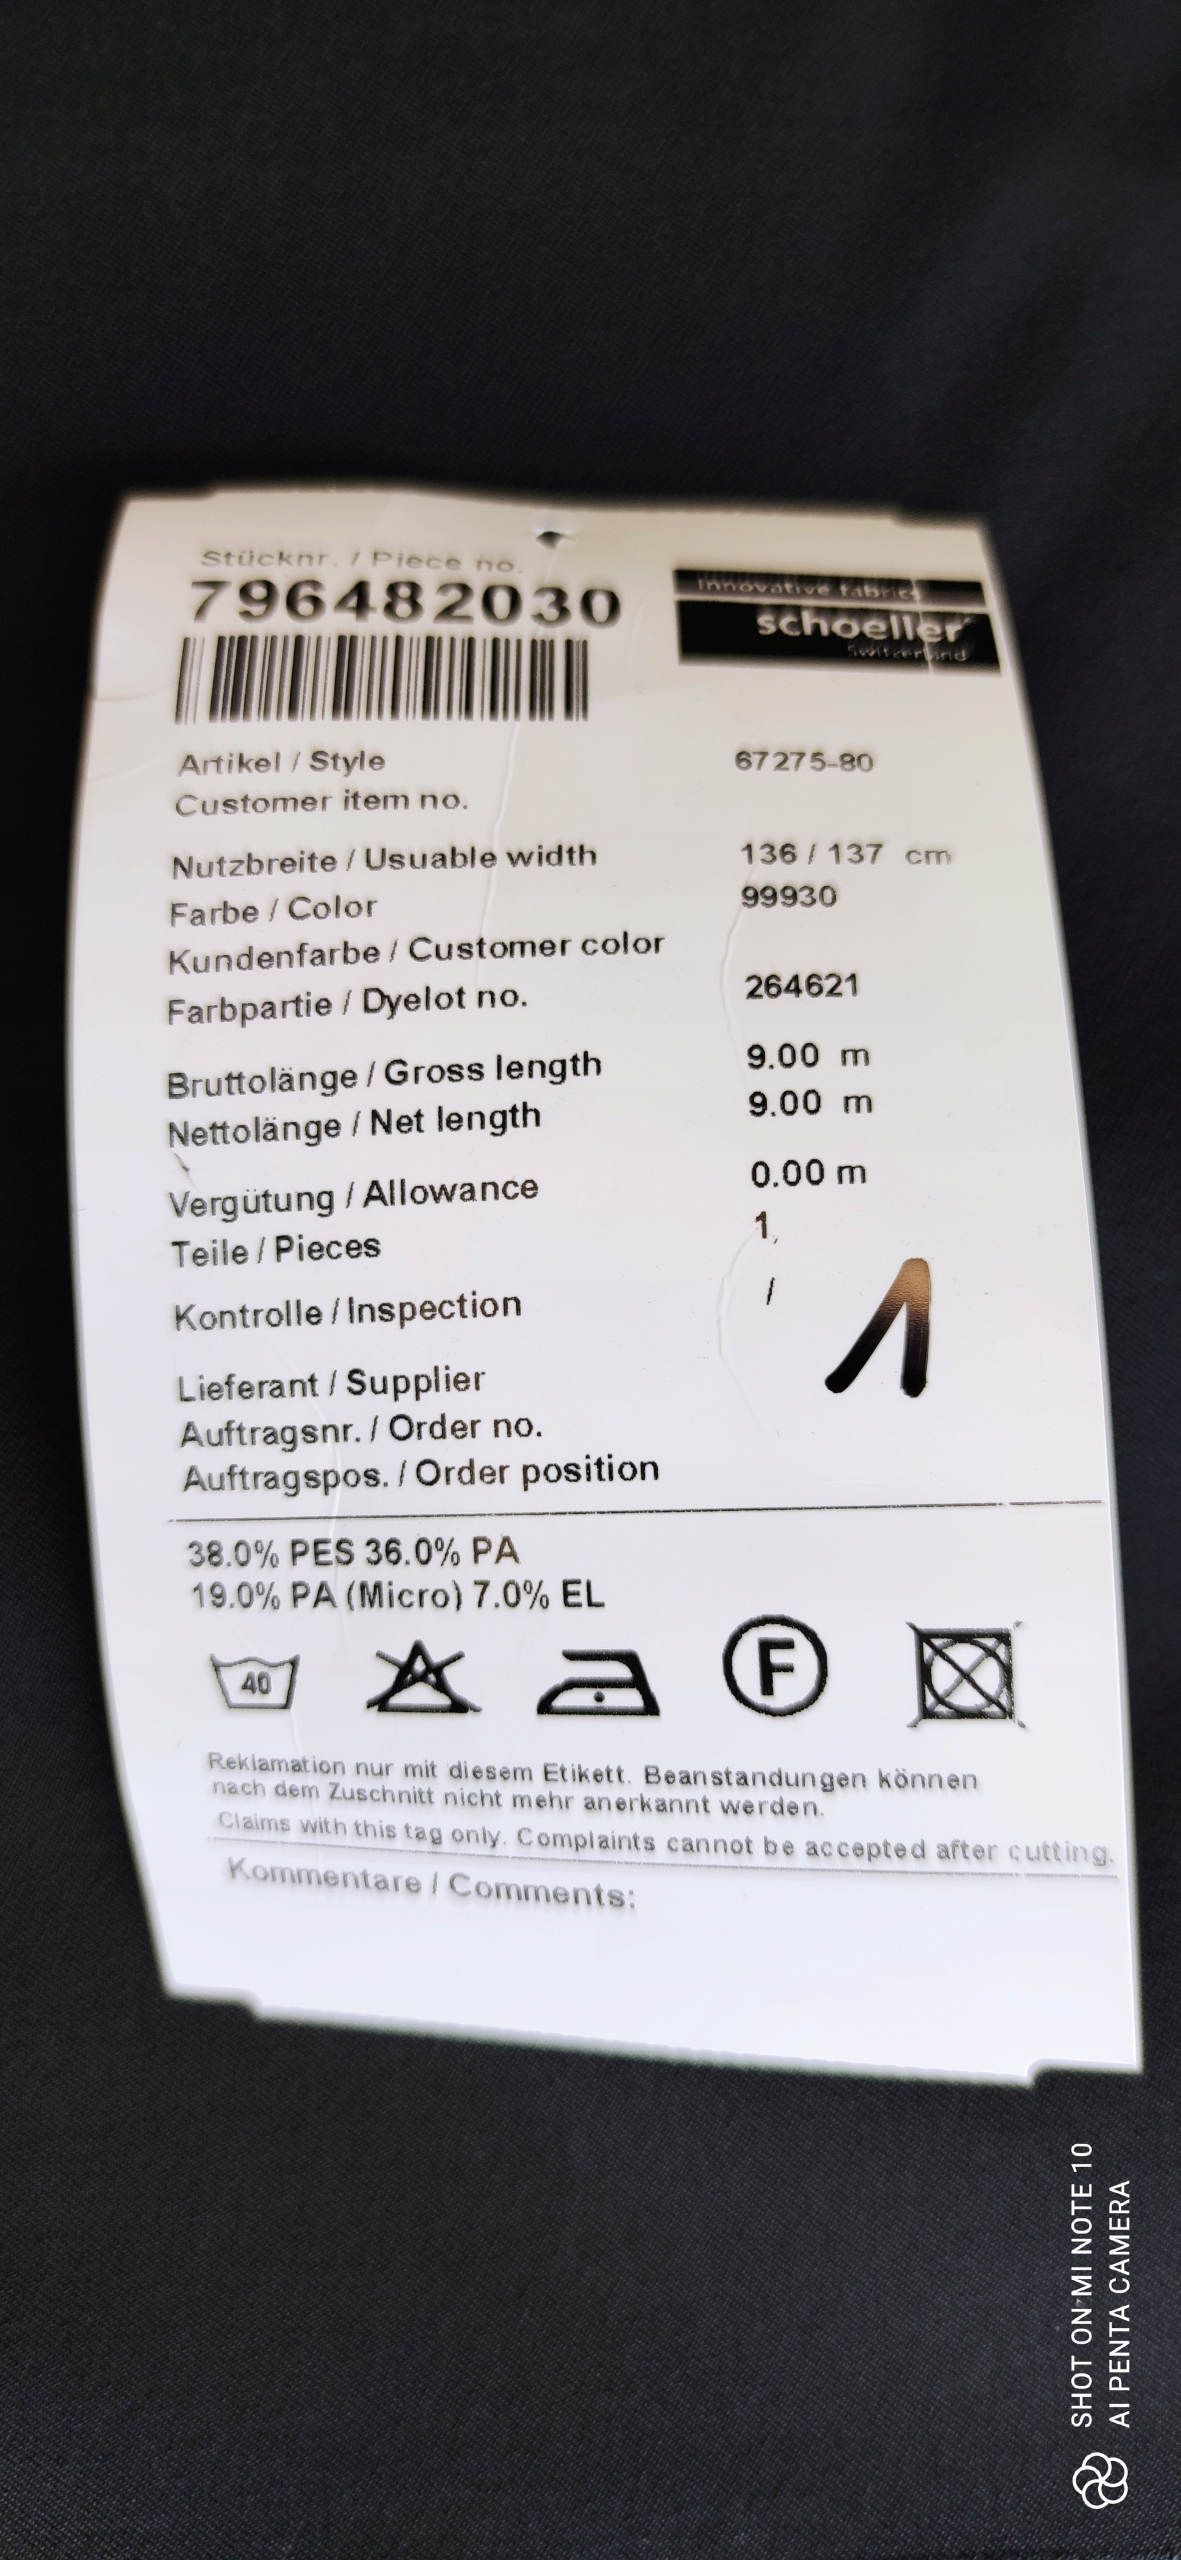 Stücknr. / Piece no.
796482030
innovative fabrics
schoeller
Switzerland
Artikel / Style 67275-80
Customer item no.
Nutzbreite / Usuable width 136 / 137 cm
Farbe / Color 99930
Kundenfarbe / Customer color
Farbpartie / Dyelot no. 264621
Bruttolänge / Gross length 9.00 m
Nettolänge / Net length 9.00 m
Vergütung / Allowance 0.00 m
Teile / Pieces 1,
Kontrolle / Inspection / 1
Lieferant / Supplier
Auftragsnr. / Order no.
Auftragspos. / Order position
38.0% PES 36.0% PA
19.0% PA (Micro) 7.0% EL
40 F
Reklamation nur mit diesem Etikett. Beanstandungen können
nach dem Zuschnitt nicht mehr anerkannt werden.
Claims with this tag only. Complaints cannot be accepted after cutting.
Kommentare / Comments:
SHOT ON MI NOTE 10
AI PENTA CAMERA